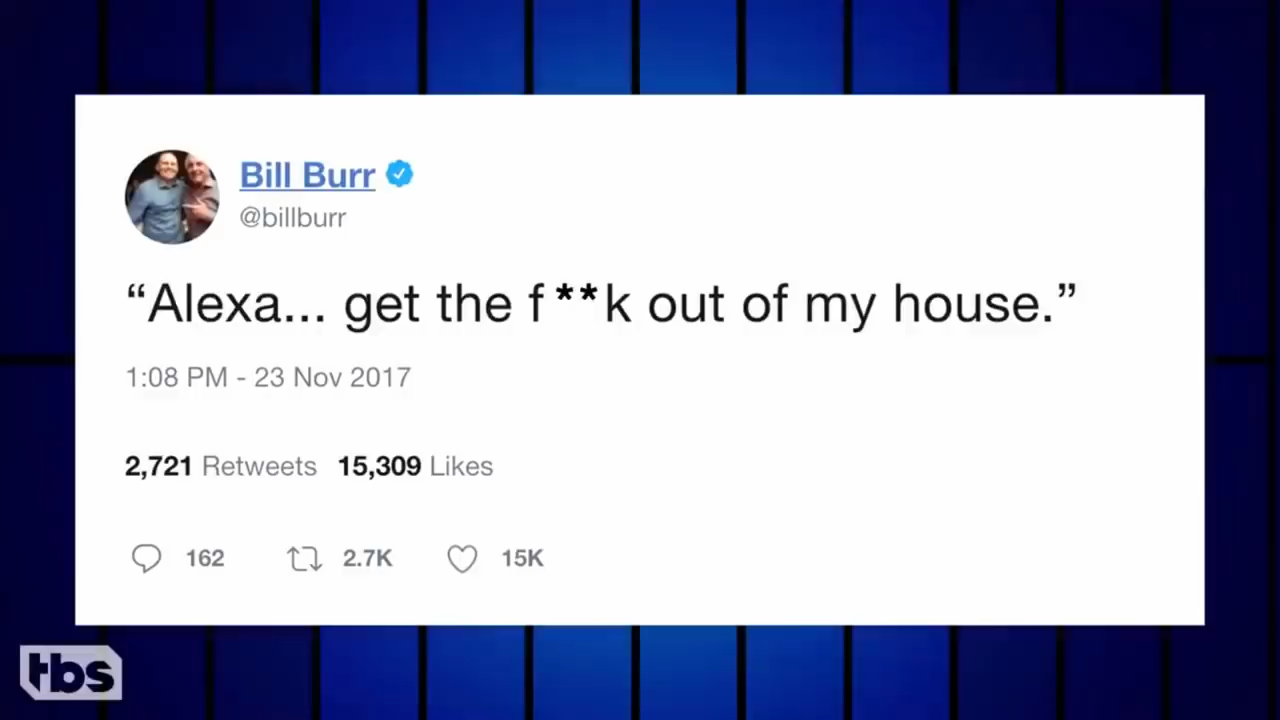 Bill Burr
@billburr
“Alexa... get the f**k out of my house.”
1:08 PM - 23 Nov 2017
2,721 Retweets 15,309 Likes
162 2.7K 15K
tbs